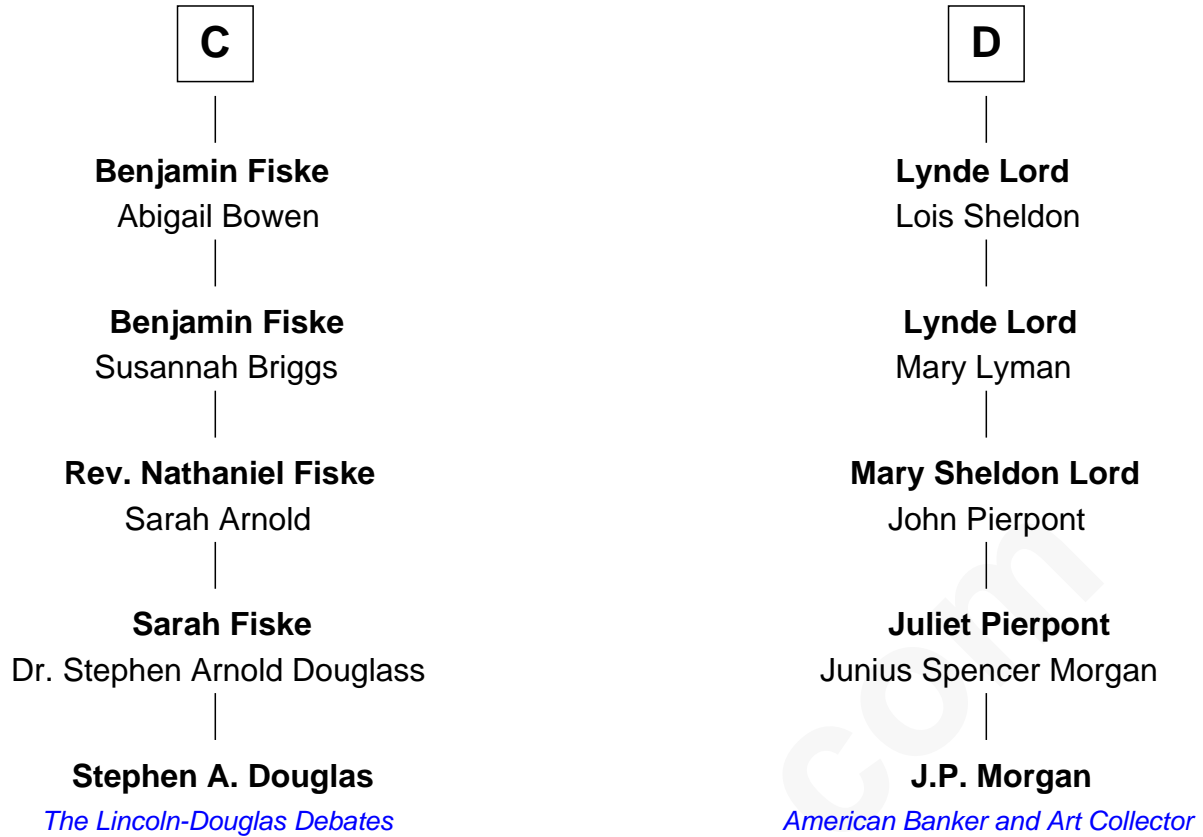 C
Benjamin Fiske
Abigail Bowen
Benjamin Fiske
Susannah Briggs
Rev. Nathaniel Fiske
Sarah Arnold
Sarah Fiske
Dr. Stephen Arnold Douglass
Stephen A. Douglas
The Lincoln-Douglas Debates
D
Lynde Lord
Lois Sheldon
Lynde Lord
Mary Lyman
Mary Sheldon Lord
John Pierpont
Juliet Pierpont
Junius Spencer Morgan
J.P. Morgan
American Banker and Art Collector
com